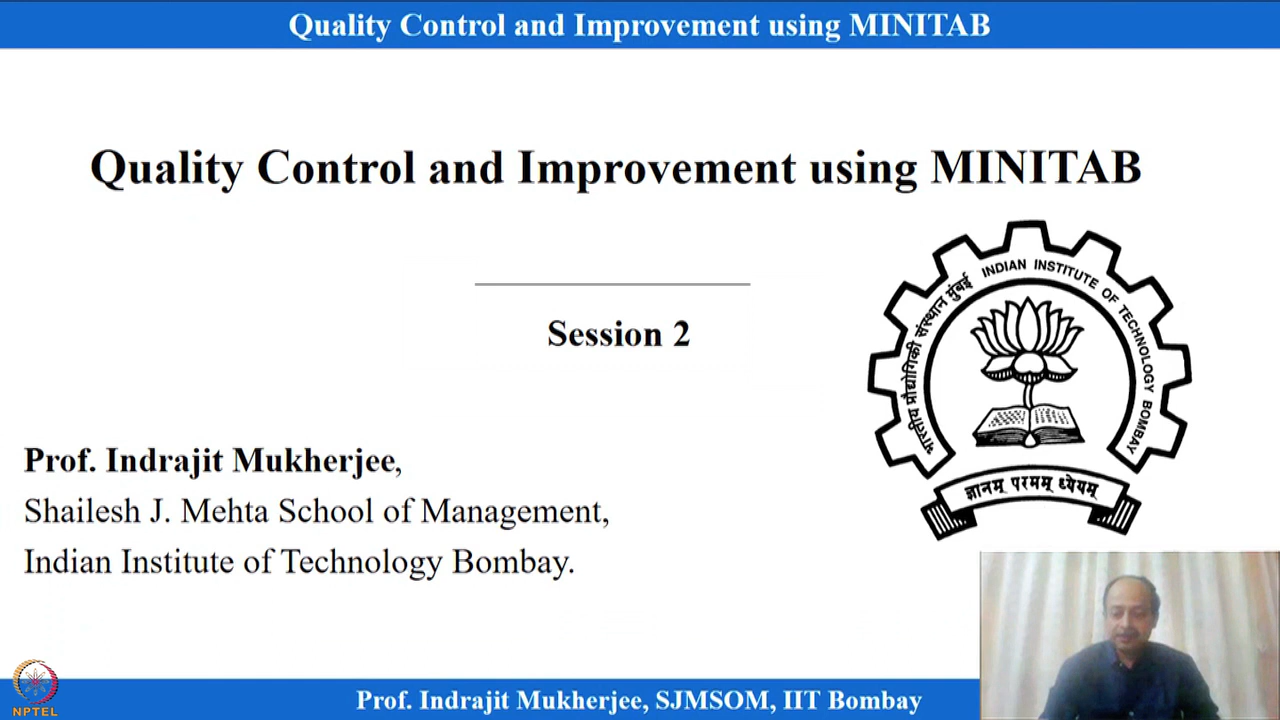 Quality Control and Improvement using MINITAB
Quality Control and Improvement using MINITAB
Session 2
भारतीय प्रौद्योगिकी संस्थान मुंबई INDIAN INSTITUTE OF TECHNOLOGY BOMBAY
ज्ञानम् परमम् ध्येयम्
Prof. Indrajit Mukherjee,
Shailesh J. Mehta School of Management,
Indian Institute of Technology Bombay.
NPTEL
Prof. Indrajit Mukherjee, SJMSOM, IIT Bombay